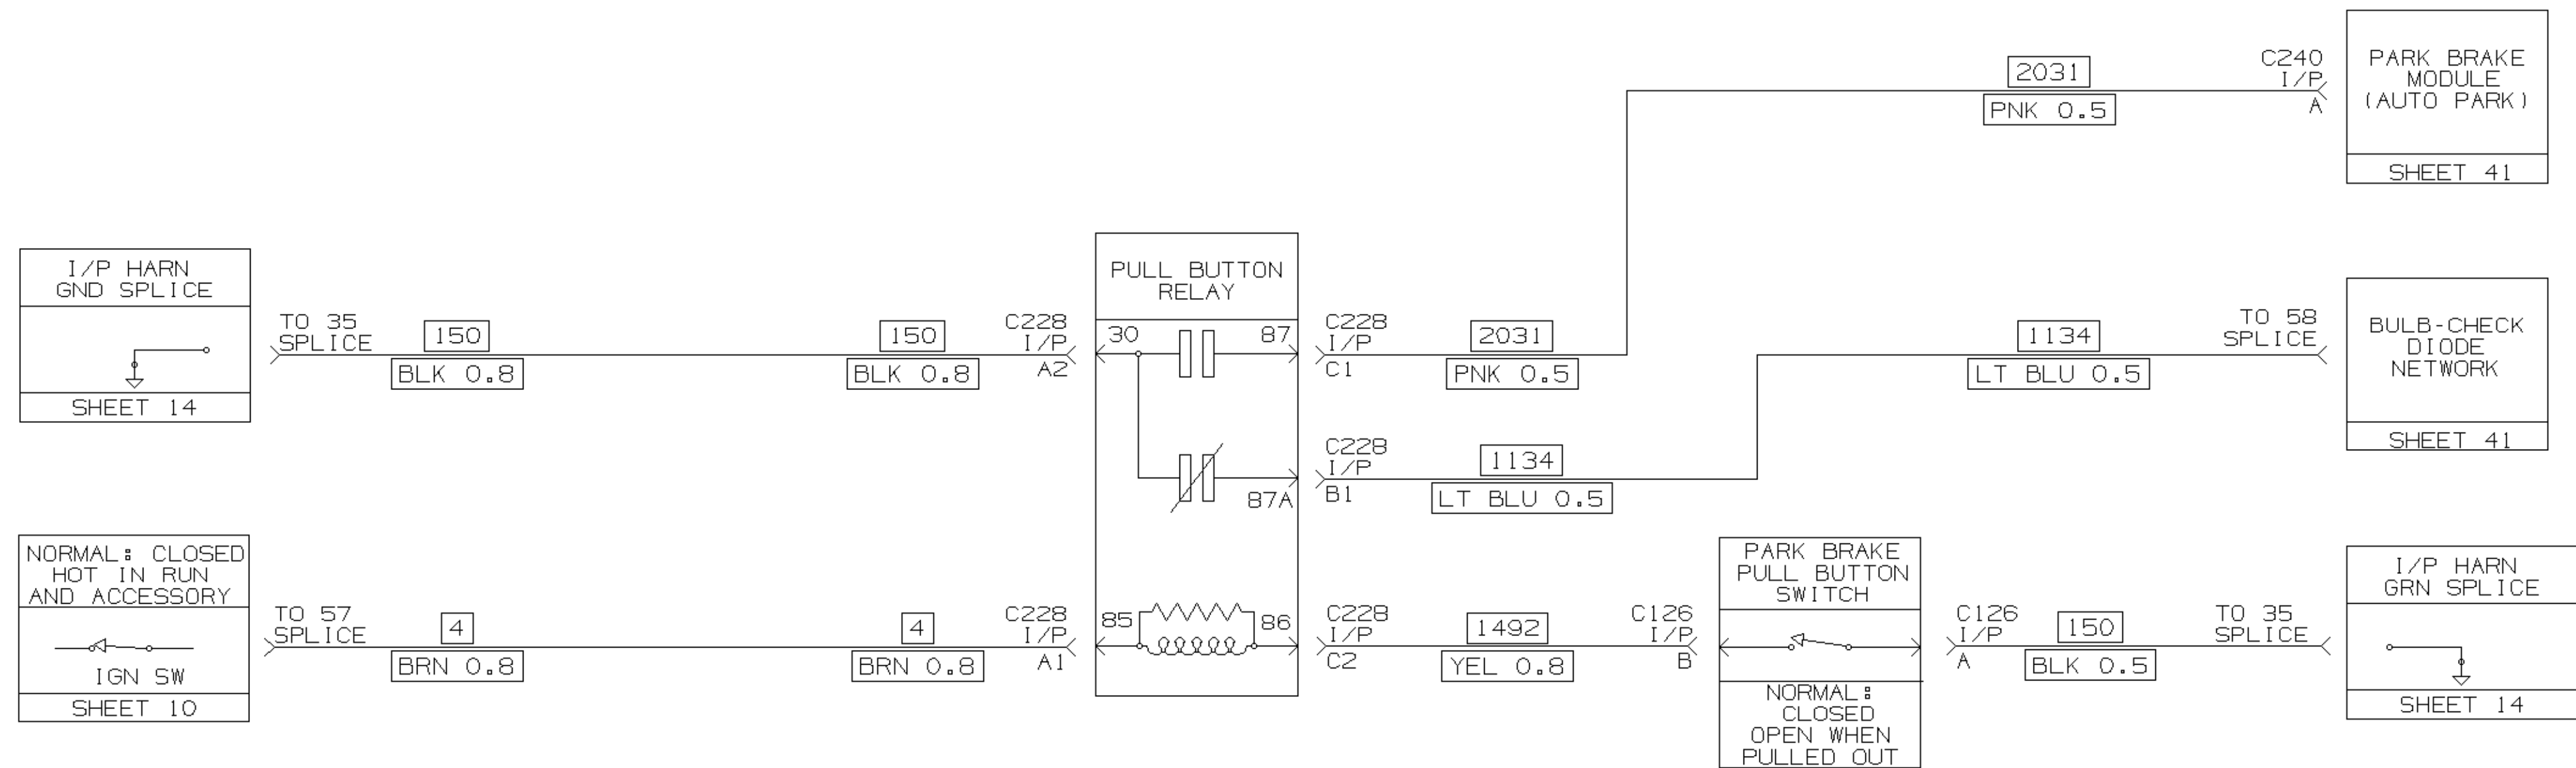 2031
PNK 0.5
C240
I/P
A
PARK BRAKE
MODULE
(AUTO PARK)
SHEET 41
I/P HARN
GND SPLICE
SHEET 14
TO 35
SPLICE
150
BLK 0.8
150
BLK 0.8
C228
I/P
A2
PULL BUTTON
RELAY
30
87
87A
85
86
C228
I/P
C1
2031
PNK 0.5
1134
LT BLU 0.5
TO 58
SPLICE
BULB-CHECK
DIODE
NETWORK
SHEET 41
C228
I/P
B1
1134
LT BLU 0.5
NORMAL: CLOSED
HOT IN RUN
AND ACCESSORY
IGN SW
SHEET 10
TO 57
SPLICE
4
BRN 0.8
4
BRN 0.8
C228
I/P
A1
C228
I/P
C2
1492
YEL 0.8
C126
I/P
B
PARK BRAKE
PULL BUTTON
SWITCH
NORMAL:
CLOSED
OPEN WHEN
PULLED OUT
C126
I/P
A
150
BLK 0.5
TO 35
SPLICE
I/P HARN
GRN SPLICE
SHEET 14